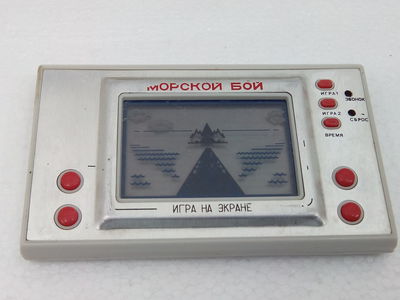 МОРСКОЙ БОЙ
ИГРА 1
ЗВОНОК
ИГРА 2
СБРОС
ВРЕМЯ
ИГРА НА ЭКРАНЕ